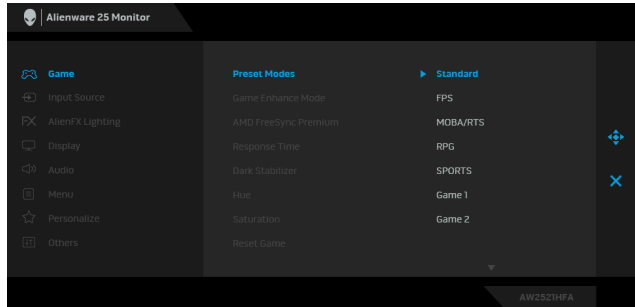 Alienware 25 Monitor
Game
Input Source
AlienFX Lighting
Display
Audio
Menu
Personalize
Others
Preset Modes
Game Enhance Mode
AMD FreeSync Premium
Response Time
Dark Stabilizer
Hue
Saturation
Reset Game
Standard
FPS
MOBA/RTS
RPG
SPORTS
Game 1
Game 2
AW2521HFA